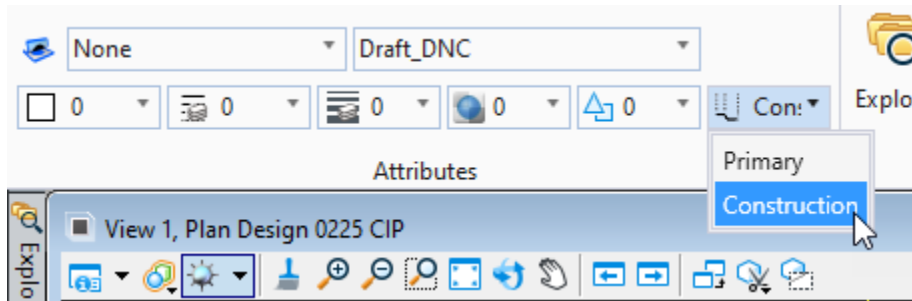 None Draft_DNC
0 0 0 0 0 Con:
Explo
Attributes
Primary
Construction
Explo
View 1, Plan Design 0225 CIP